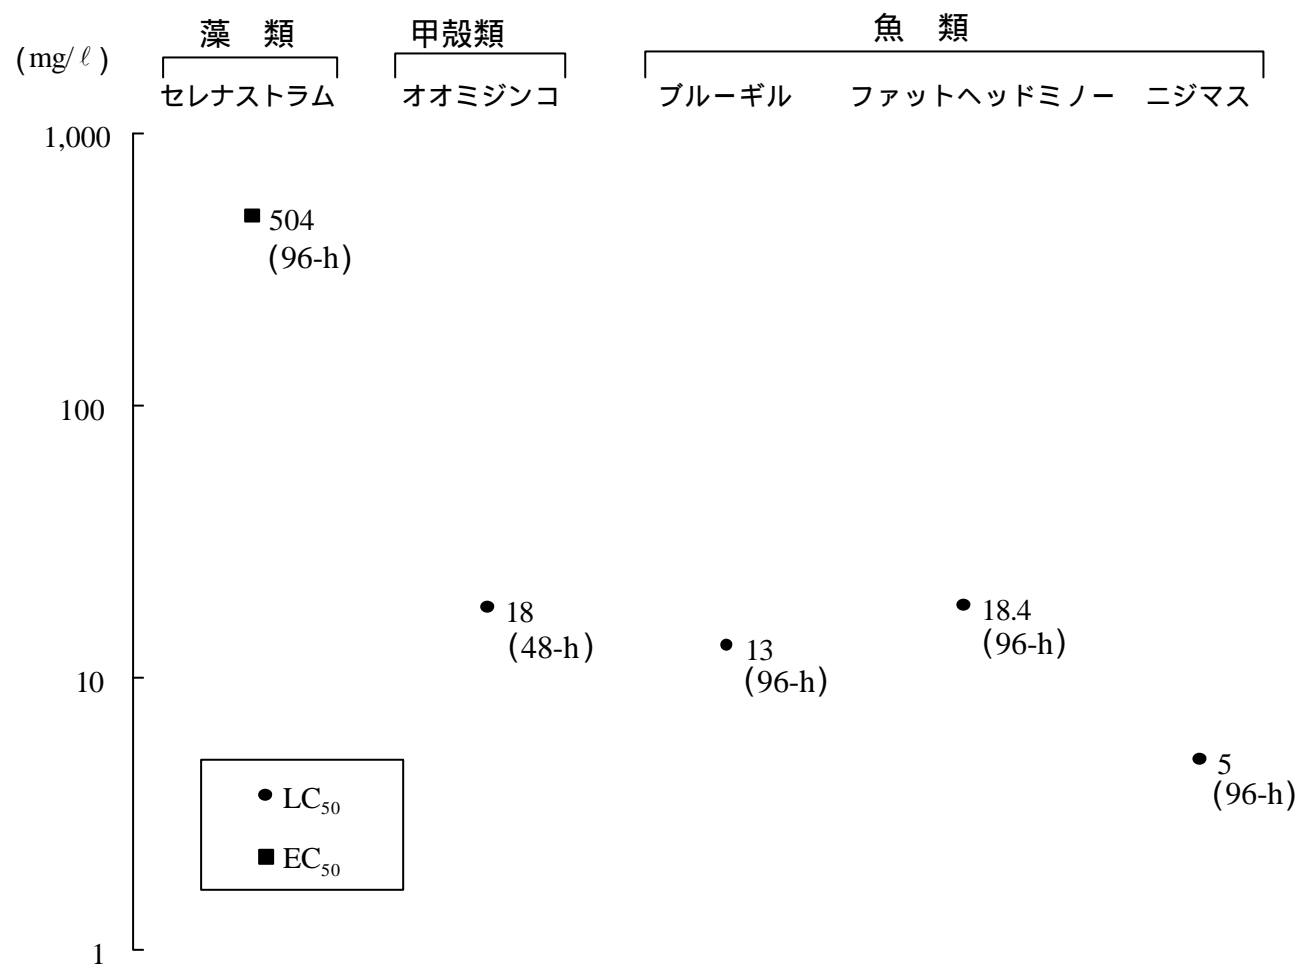 藻　類
甲殻類
魚　類
(mg/ℓ)
セレナストラム
オオミジンコ
ブルーギル
ファットヘッドミノー
ニジマス
1,000
504
(96-h)
100
18
(48-h)
13
(96-h)
18.4
(96-h)
10
5
(96-h)
LC₅₀
EC₅₀
1